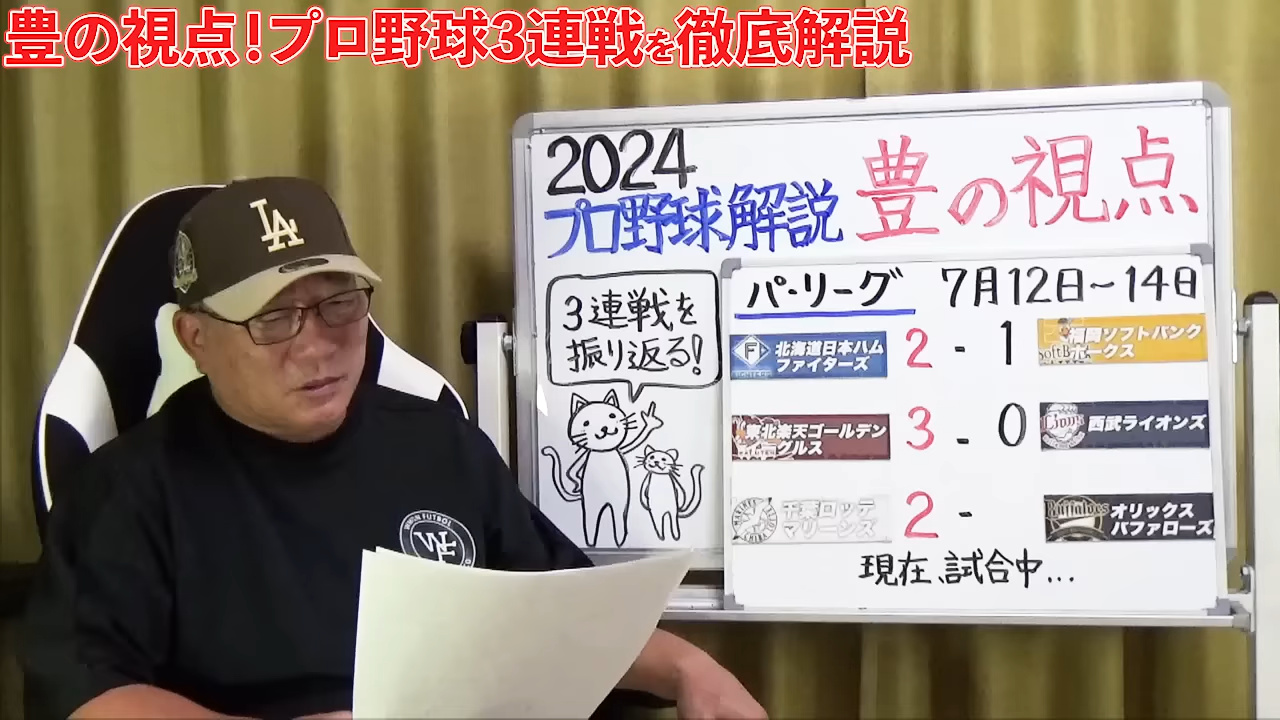 豊の視点！プロ野球3連戦を徹底解説
2024
プロ野球解説
豊の視点
3連戦を
振り返る!
パ・リーグ 7月12日～14日
北海道日本ハム
ファイターズ
2 - 1
福岡ソフトバンク
ークス
東北楽天ゴールデン
グルス
3 - 0
Lions
西武ライオンズ
千葉ロッテ
マリーンズ
2 -
Buffaloes
オリックス
バファローズ
現在、試合中...
LA
WF